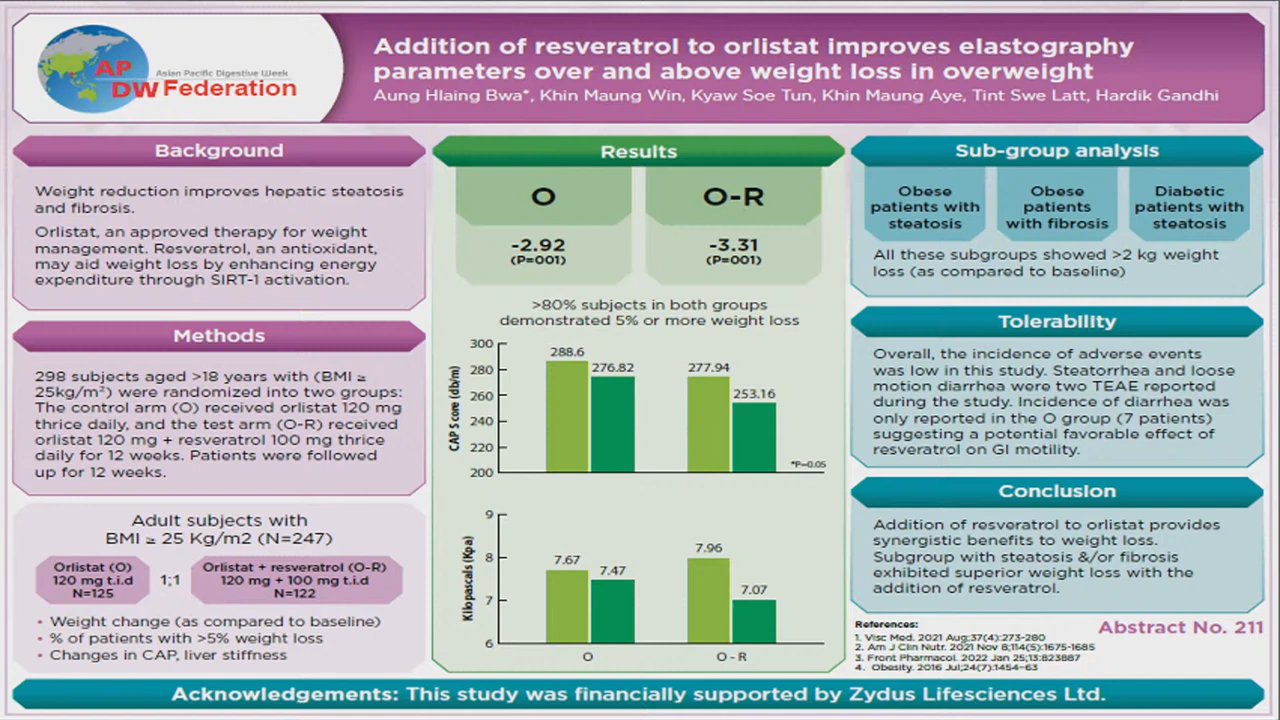 AP
DW Federation
Asian Pacific Digestive Week
Addition of resveratrol to orlistat improves elastography
parameters over and above weight loss in overweight
Aung Hlaing Bwa*, Khin Maung Win, Kyaw Soe Tun, Khin Maung Aye, Tint Swe Latt, Hardik Gandhi
Background
Weight reduction improves hepatic steatosis
and fibrosis.
Orlistat, an approved therapy for weight
management. Resveratrol, an antioxidant,
may aid weight loss by enhancing energy
expenditure through SIRT-1 activation.
Methods
298 subjects aged >18 years with (BMI ≥
25kg/m²) were randomized into two groups:
The control arm (O) received orlistat 120 mg
thrice daily, and the test arm (O-R) received
orlistat 120 mg + resveratrol 100 mg thrice
daily for 12 weeks. Patients were followed
up for 12 weeks.
Adult subjects with
BMI ≥ 25 Kg/m2 (N=247)
Orlistat (O)
120 mg t.i.d
N=125
1;1
Orlistat + resveratrol (O-R)
120 mg + 100 mg t.i.d
N=122
• Weight change (as compared to baseline)
• % of patients with >5% weight loss
• Changes in CAP, liver stiffness
Results
O
-2.92
(P=001)
O-R
-3.31
(P=001)
>80% subjects in both groups
demonstrated 5% or more weight loss
CAP Score (db/m)
300
280
260
240
220
200
288.6
276.82
277.94
253.16
*P=0.05
Kilopascals (Kpa)
9
8
7
6
7.67
7.47
7.96
7.07
O
O - R
Sub-group analysis
Obese
patients with
steatosis
Obese
patients
with fibrosis
Diabetic
patients with
steatosis
All these subgroups showed >2 kg weight
loss (as compared to baseline)
Tolerability
Overall, the incidence of adverse events
was low in this study. Steatorrhea and loose
motion diarrhea were two TEAE reported
during the study. Incidence of diarrhea was
only reported in the O group (7 patients)
suggesting a potential favorable effect of
resveratrol on GI motility.
Conclusion
Addition of resveratrol to orlistat provides
synergistic benefits to weight loss.
Subgroup with steatosis &/or fibrosis
exhibited superior weight loss with the
addition of resveratrol.
References:
1. Visc Med. 2021 Aug;37(4):273-280
2. Am J Clin Nutr. 2021 Nov 8;114(5):1675-1685
3. Front Pharmacol. 2022 Jan 25;13:823887
4. Obesity. 2016 Jul;24(7):1454-63
Abstract No. 211
Acknowledgements: This study was financially supported by Zydus Lifesciences Ltd.